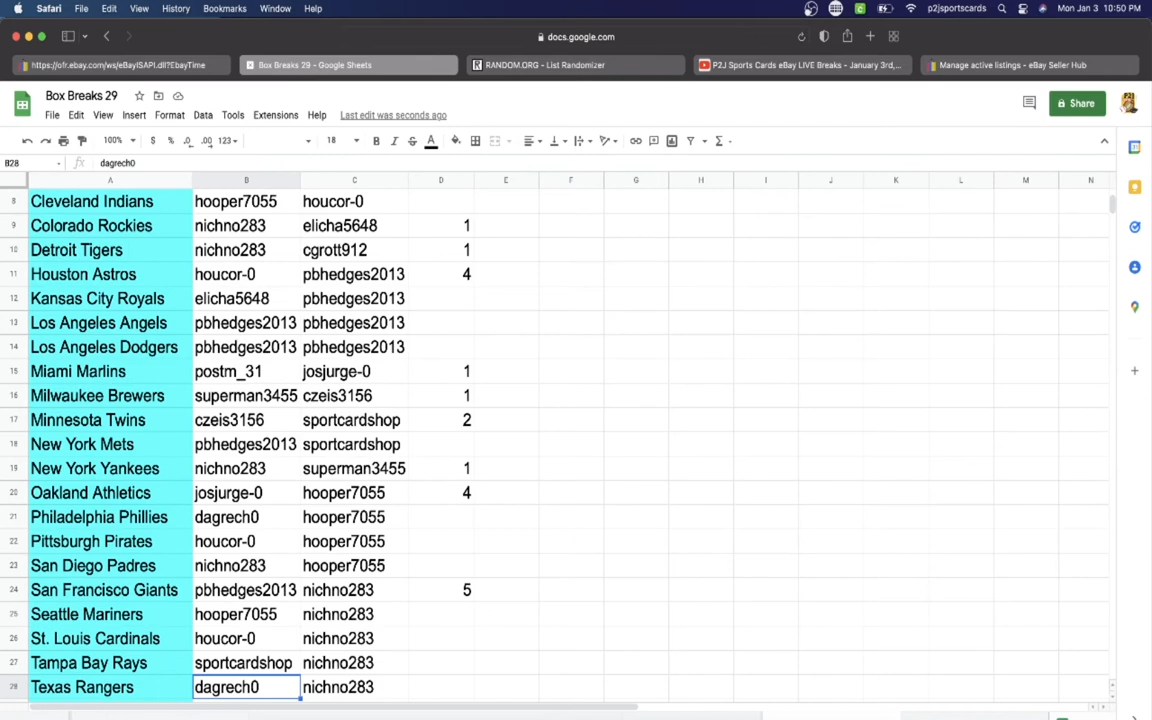 Safari File Edit View History Bookmarks Window Help p2jsportscards Mon Jan 3 10:50 PM
docs.google.com
https://ofr.ebay.com/ws/eBayISAPI.dll?EbayTime Box Breaks 29 - Google Sheets RANDOM.ORG - List Randomizer P2J Sports Cards eBay LIVE Breaks - January 3rd,... Manage active listings - eBay Seller Hub
Box Breaks 29
File Edit View Insert Format Data Tools Extensions Help Last edit was seconds ago Share
100% $ % .0 .00 123 18 B I S A
B28 fx dagrech0
A B C D E F G H I J K L M N
8 Cleveland Indians hooper7055 houcor-0
9 Colorado Rockies nichno283 elicha5648 1
10 Detroit Tigers nichno283 cgrott912 1
11 Houston Astros houcor-0 pbhedges2013 4
12 Kansas City Royals elicha5648 pbhedges2013
13 Los Angeles Angels pbhedges2013 pbhedges2013
14 Los Angeles Dodgers pbhedges2013 pbhedges2013
15 Miami Marlins postm_31 josjurge-0 1
16 Milwaukee Brewers superman3455 czeis3156 1
17 Minnesota Twins czeis3156 sportcardshop 2
18 New York Mets pbhedges2013 sportcardshop
19 New York Yankees nichno283 superman3455 1
20 Oakland Athletics josjurge-0 hooper7055 4
21 Philadelphia Phillies dagrech0 hooper7055
22 Pittsburgh Pirates houcor-0 hooper7055
23 San Diego Padres nichno283 hooper7055
24 San Francisco Giants pbhedges2013 nichno283 5
25 Seattle Mariners hooper7055 nichno283
26 St. Louis Cardinals houcor-0 nichno283
27 Tampa Bay Rays sportcardshop nichno283
28 Texas Rangers dagrech0 nichno283